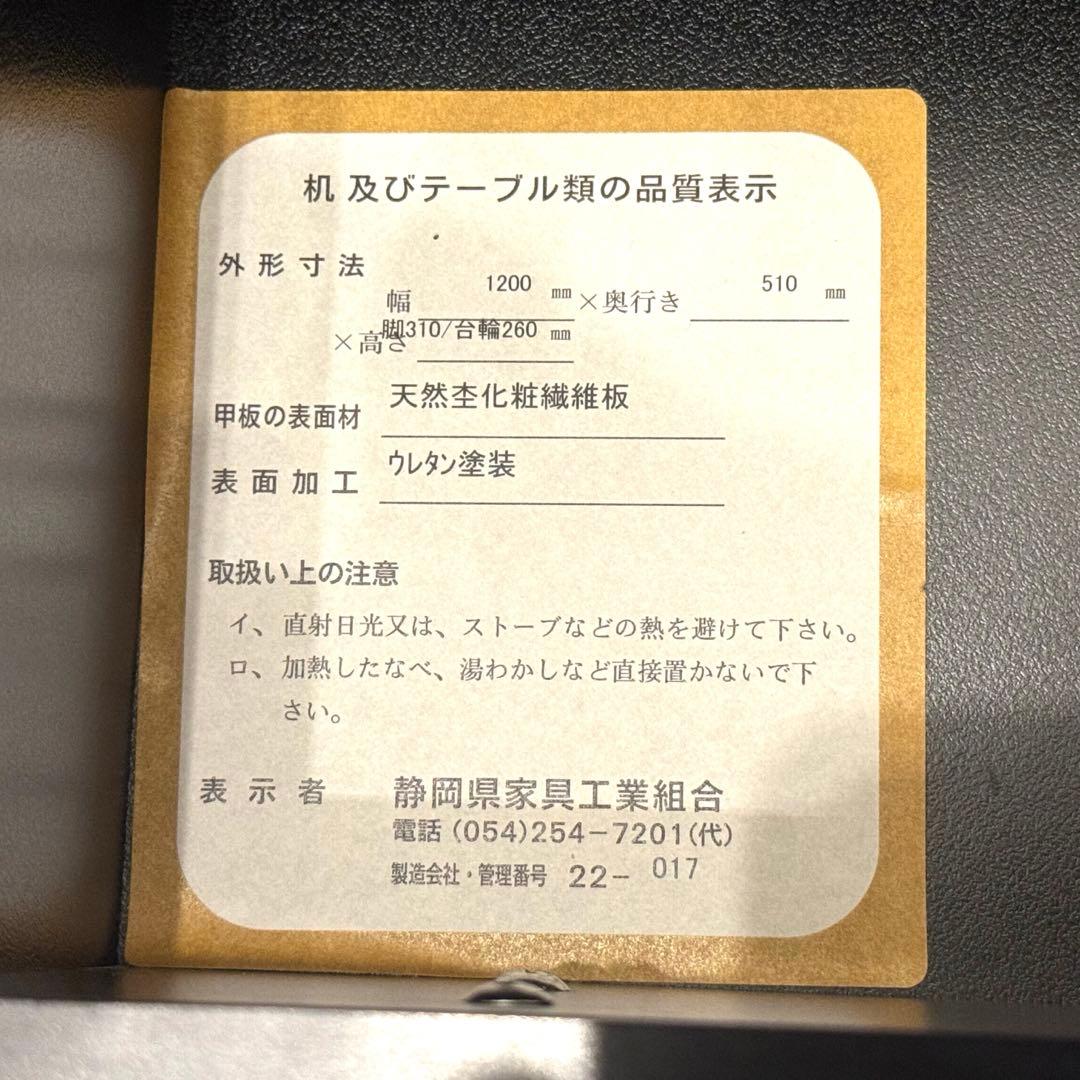 机 及びテーブル類の品質表示
外形寸法
幅 1200 ㎜ ×奥行き 510 ㎜
×高さ 脚310/台輪260 ㎜
甲板の表面材 天然杢化粧繊維板
表面加工 ウレタン塗装
取扱い上の注意
イ、直射日光又は、ストーブなどの熱を避けて下さい。
ロ、加熱したなべ、湯わかしなど直接置かないで下
さい。
表示者 静岡県家具工業組合
電話 (054)254-7201(代)
製造会社・管理番号 22- 017